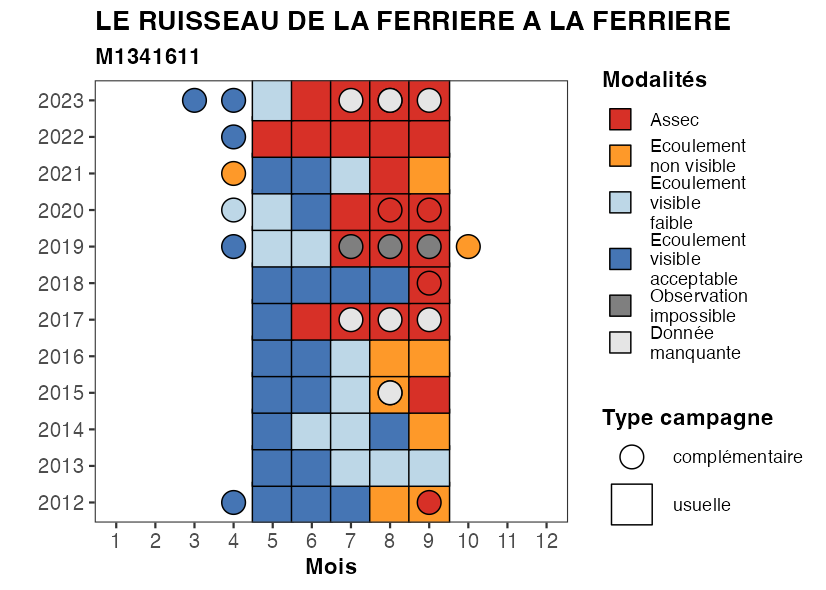 LE RUISSEAU DE LA FERRIERE A LA FERRIERE
M1341611
2023
2022
2021
2020
2019
2018
2017
2016
2015
2014
2013
2012
1 2 3 4 5 6 7 8 9 10 11 12
Mois
Modalités
Assec
Ecoulement
non visible
Ecoulement
visible
faible
Ecoulement
visible
acceptable
Observation
impossible
Donnée
manquante
Type campagne
complémentaire
usuelle